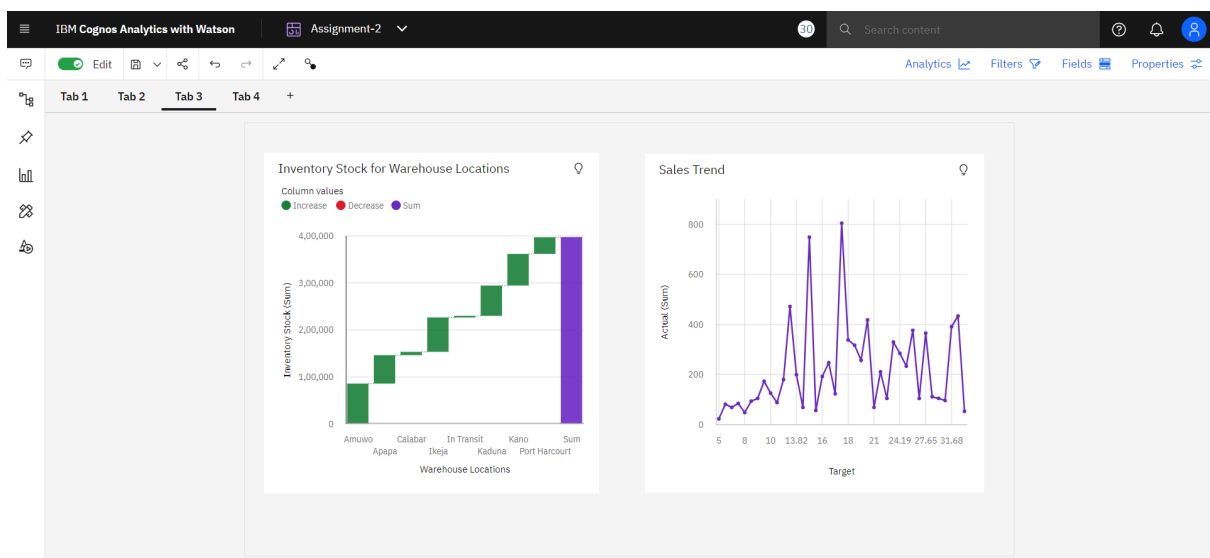 IBM Cognos Analytics with Watson
Assignment-2
30
Search content
Edit
Analytics
Filters
Fields
Properties
Tab 1
Tab 2
Tab 3
Tab 4
+
Inventory Stock for Warehouse Locations
Column values
Increase
Decrease
Sum
4,00,000
3,00,000
2,00,000
1,00,000
0
Inventory Stock (Sum)
Amuwo
Calabar
In Transit
Kano
Sum
Apapa
Ikeja
Kaduna
Port Harcourt
Warehouse Locations
Sales Trend
800
600
400
200
0
Actual (Sum)
5
8
10
13.82
16
18
21
24.19
27.65
31.68
Target